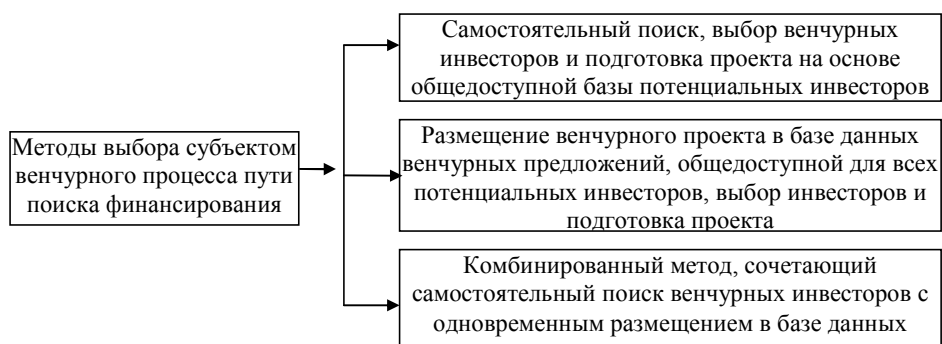 Методы выбора субъектом
венчурного процесса пути
поиска финансирования
Самостоятельный поиск, выбор венчурных
инвесторов и подготовка проекта на основе
общедоступной базы потенциальных инвесторов
Размещение венчурного проекта в базе данных
венчурных предложений, общедоступной для всех
потенциальных инвесторов, выбор инвесторов и
подготовка проекта
Комбинированный метод, сочетающий
самостоятельный поиск венчурных инвесторов с
одновременным размещением в базе данных